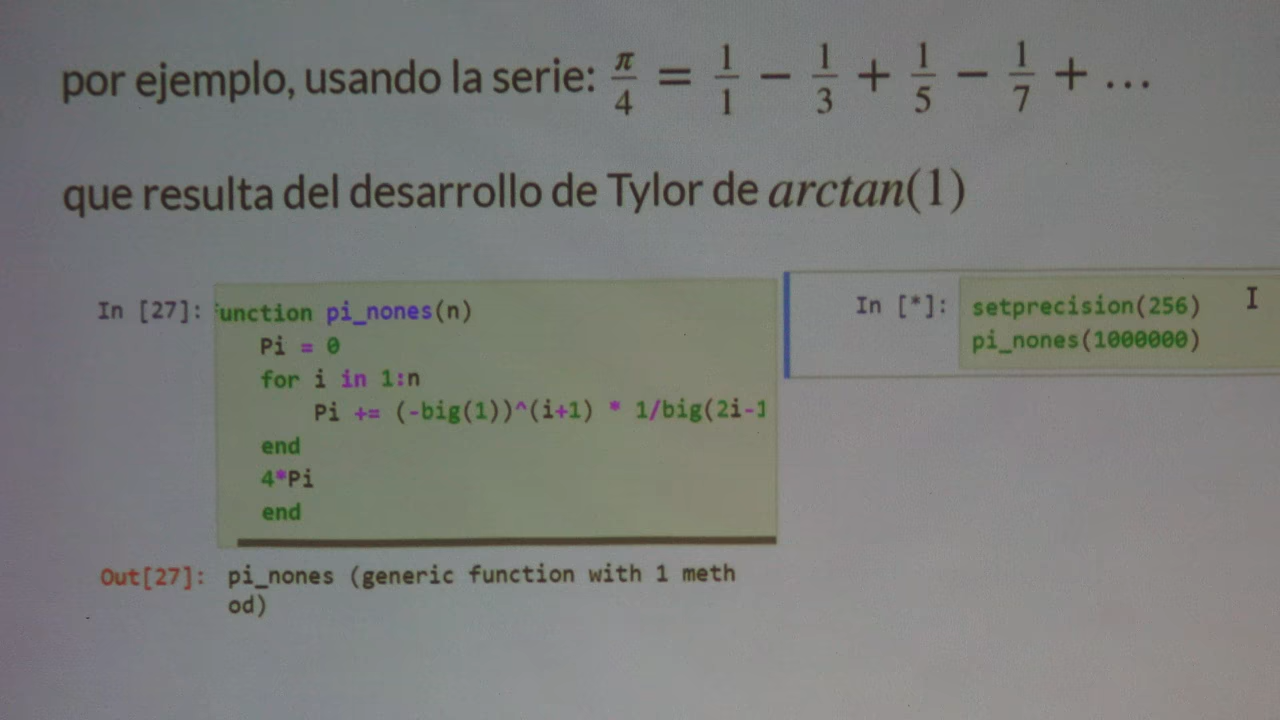 por ejemplo, usando la serie: π/4 = 1/1 − 1/3 + 1/5 − 1/7 + ...
que resulta del desarrollo de Tylor de arctan(1)
In [27]: unction pi_nones(n)
Pi = 0
for i in 1:n
Pi += (-big(1))^(i+1) * 1/big(2i-1
end
4*Pi
end
Out[27]: pi_nones (generic function with 1 meth
od)
In [*]: setprecision(256)
pi_nones(1000000)